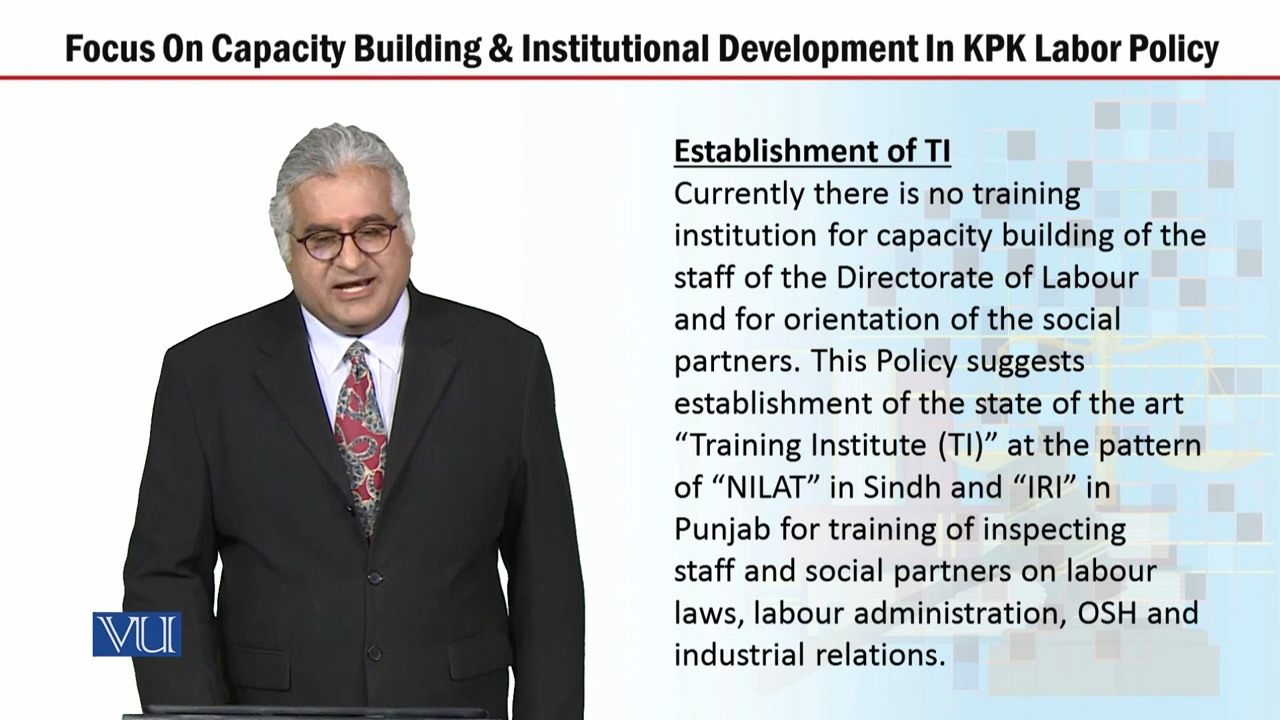 Focus On Capacity Building & Institutional Development In KPK Labor Policy
Establishment of TI
Currently there is no training
institution for capacity building of the
staff of the Directorate of Labour
and for orientation of the social
partners. This Policy suggests
establishment of the state of the art
“Training Institute (TI)” at the pattern
of “NILAT” in Sindh and “IRI” in
Punjab for training of inspecting
staff and social partners on labour
laws, labour administration, OSH and
industrial relations.
VU